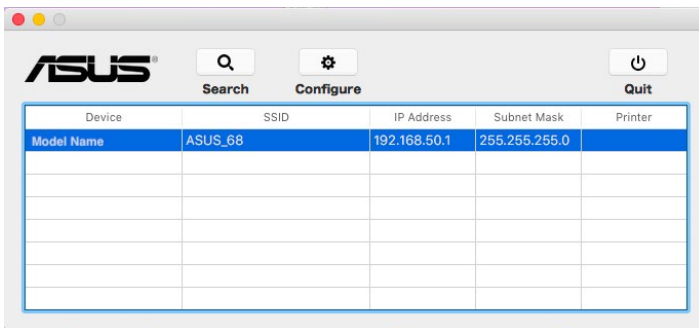 ASUS
Search Configure Quit
Device SSID IP Address Subnet Mask Printer
Model Name ASUS_68 192.168.50.1 255.255.255.0